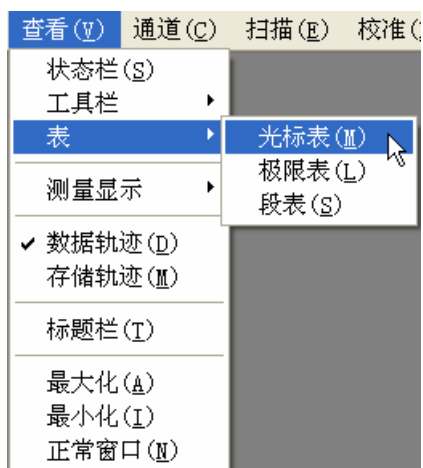 查看(V) 通道(C) 扫描(E) 校准(
状态栏(S)
工具栏
表
光标表(M)
极限表(L)
段表(S)
测量显示
数据轨迹(D)
存储轨迹(M)
标题栏(T)
最大化(A)
最小化(I)
正常窗口(N)